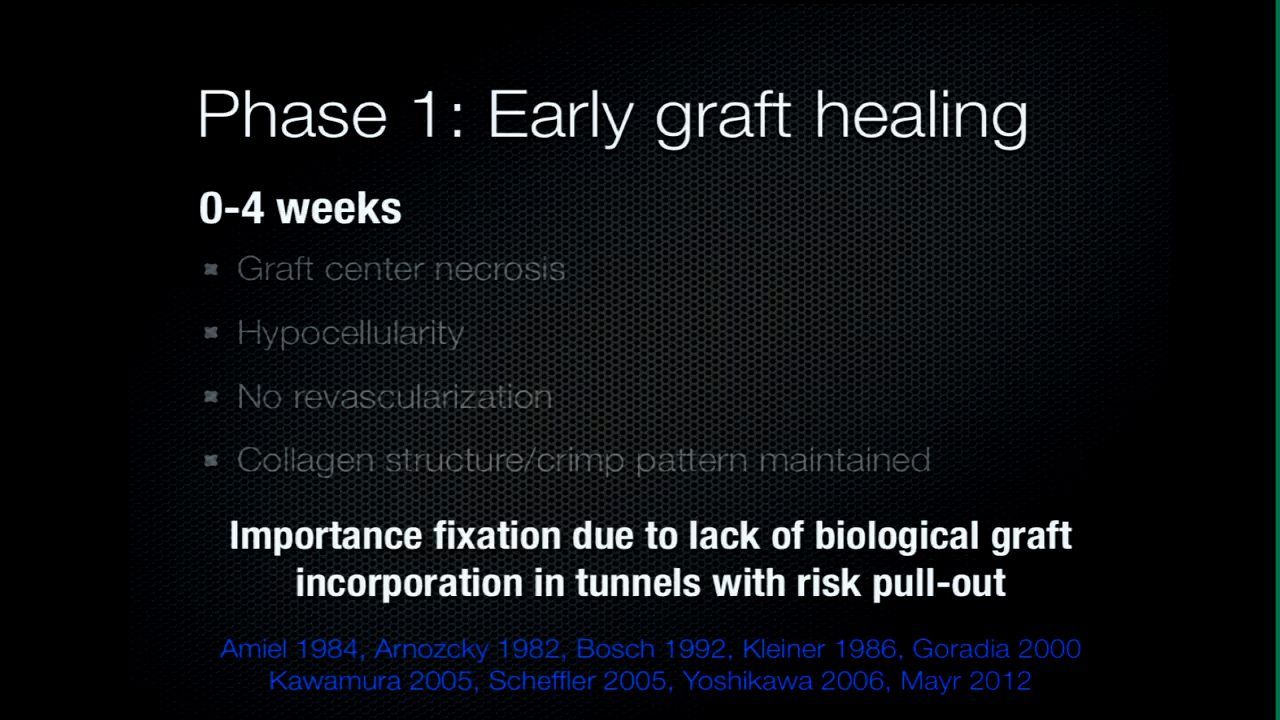 Phase 1: Early graft healing
0-4 weeks
Graft center necrosis
Hypocellularity
No revascularization
Collagen structure/crimp pattern maintained
Importance fixation due to lack of biological graft
incorporation in tunnels with risk pull-out
Amiel 1984, Arnozcky 1982, Bosch 1992, Kleiner 1986, Goradia 2000
Kawamura 2005, Scheffler 2005, Yoshikawa 2006, Mayr 2012